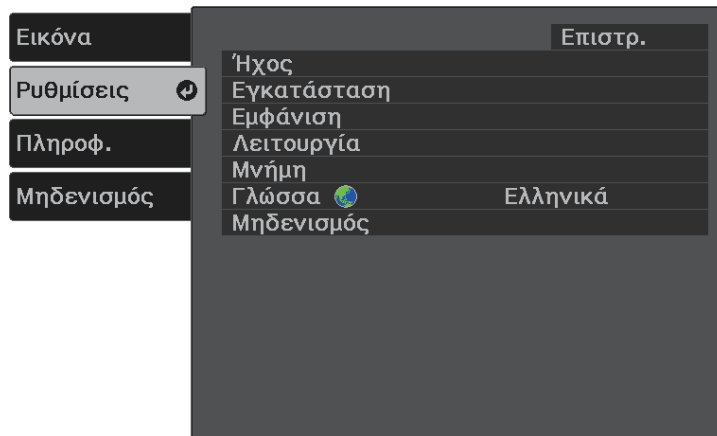 Εικόνα
Ρυθμίσεις
Πληροφ.
Μηδενισμός
Επιστρ.
Ήχος
Εγκατάσταση
Εμφάνιση
Λειτουργία
Μνήμη
Γλώσσα Ελληνικά
Μηδενισμός